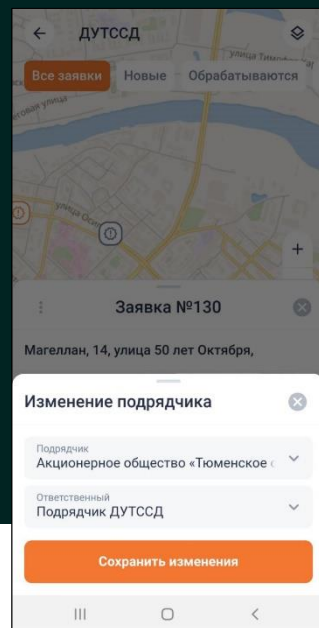 ДУТССД
Все заявки
Новые
Обрабатываются
улица
Заявка №130
Магеллан, 14, улица 50 лет Октября,
Изменение подрядчика
Подрядчик
Акционерное общество «Тюменское
Ответственный
Подрядчик ДУТССД
Сохранить изменения